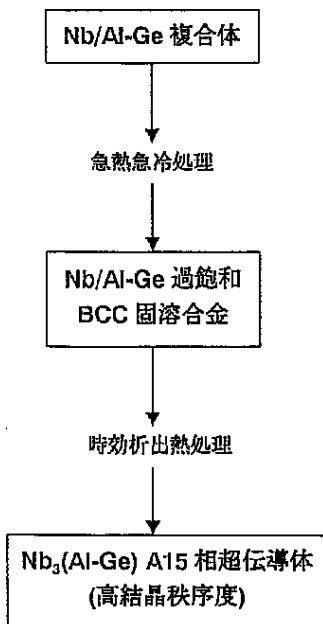 Nb/Al-Ge 複合体
急熱急冷処理
Nb/Al-Ge 過飽和
BCC 固溶合金
時効析出熱処理
Nb₃(Al-Ge) A15 相超伝導体
(高結晶秩序度)